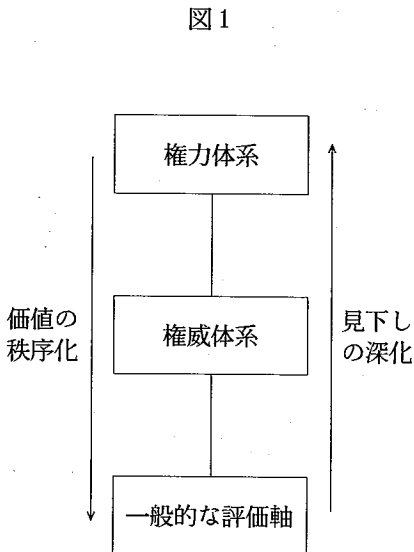 図1
権力体系
価値の
秩序化
権威体系
見下し
の深化
一般的な評価軸